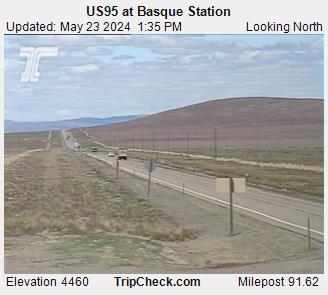 US95 at Basque Station
Updated: May 23 2024 1:35 PM Looking North
Elevation 4460 TripCheck.com Milepost 91.62